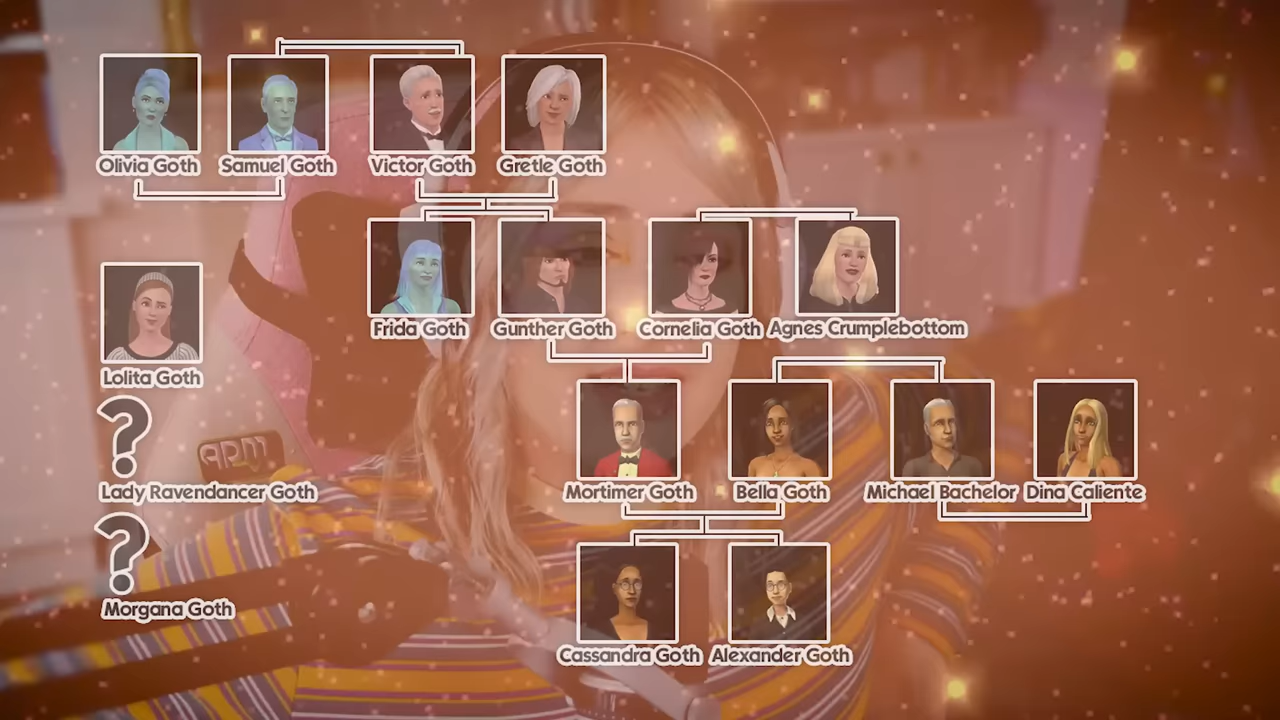 Olivia Goth
Samuel Goth
Victor Goth
Gretle Goth
Frida Goth
Gunther Goth
Cornelia Goth
Agnes Crumplebottom
Lolita Goth
?
Lady Ravendancer Goth
Mortimer Goth
Bella Goth
Michael Bachelor
Dina Caliente
?
Morgana Goth
Cassandra Goth
Alexander Goth